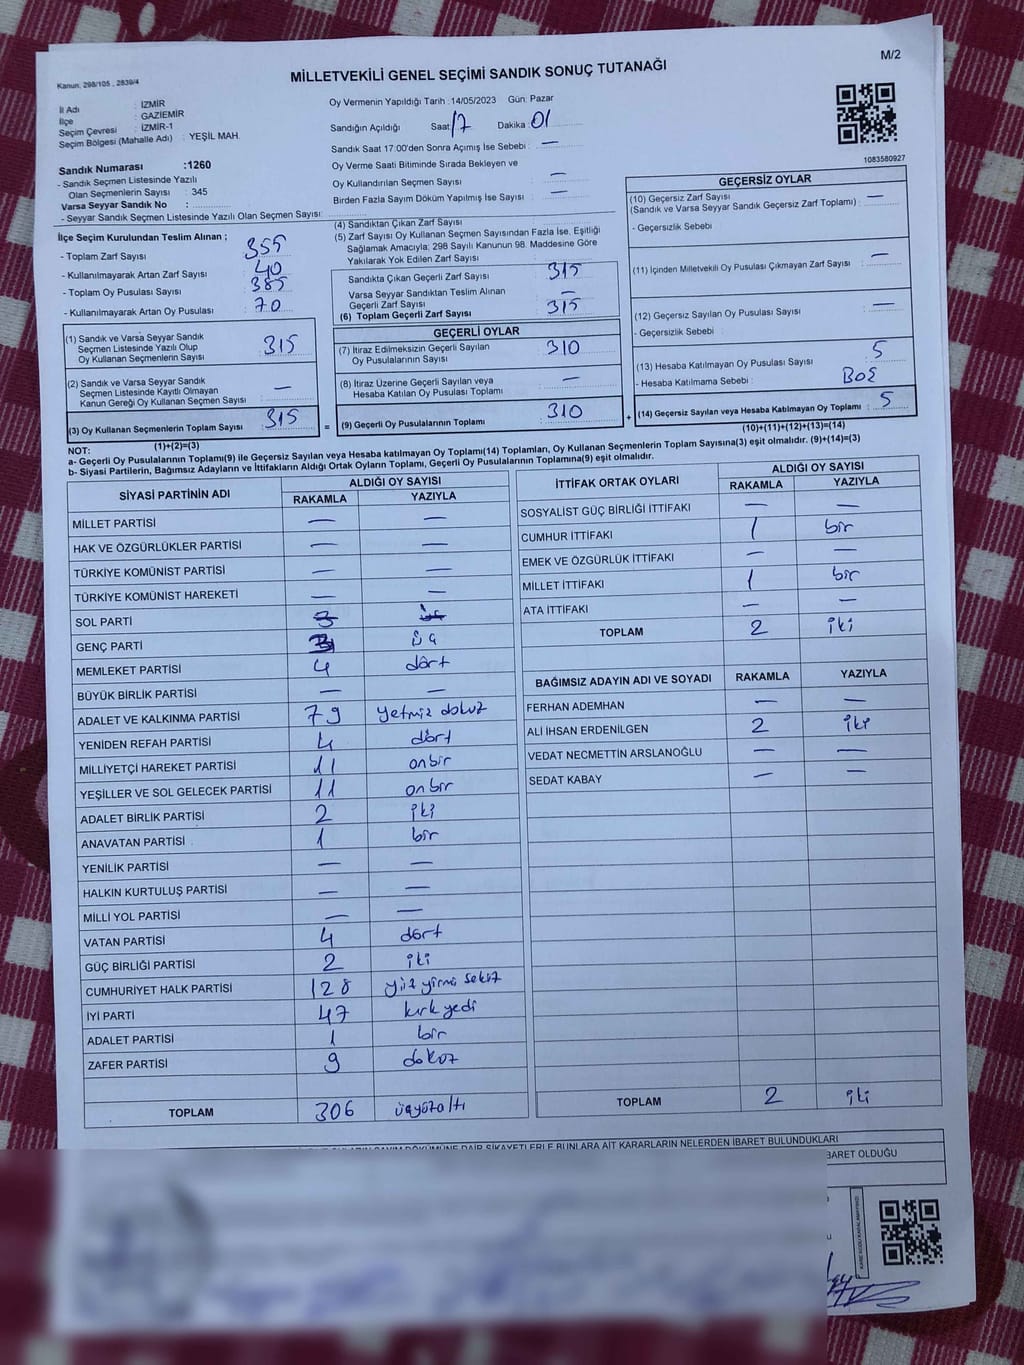 M/2
Kanun: 298/105 , 2839/4
MİLLETVEKİLİ GENEL SEÇİMİ SANDIK SONUÇ TUTANAĞI
İl Adı : İZMİR
İlçe : GAZİEMİR
Seçim Çevresi : İZMİR-1
Seçim Bölgesi (Mahalle Adı) : YEŞİL MAH.
Sandık Numarası :1260
- Sandık Seçmen Listesinde Yazılı
Olan Seçmenlerin Sayısı : 345
Varsa Seyyar Sandık No :
- Seyyar Sandık Seçmen Listesinde Yazılı Olan Seçmen Sayısı:
Oy Vermenin Yapıldığı Tarih :14/05/2023 Gün: Pazar
Sandığın Açıldığı Saat: 17 Dakika: 01
Sandık Saat 17:00'den Sonra Açımış İse Sebebi : —
Oy Verme Saati Bitiminde Sırada Bekleyen ve
Oy Kullandırılan Seçmen Sayısı : —
Birden Fazla Sayım Döküm Yapılmış İse Sayısı : —
1083580927
İlçe Seçim Kurulundan Teslim Alınan ;
- Toplam Zarf Sayısı : 355
- Kullanılmayarak Artan Zarf Sayısı : 40
- Toplam Oy Pusulası Sayısı : 385
- Kullanılmayarak Artan Oy Pusulası : 70
(1) Sandık ve Varsa Seyyar Sandık
Seçmen Listesinde Yazılı Olup
Oy Kullanan Seçmenlerin Sayısı : 315
(2) Sandık ve Varsa Seyyar Sandık
Seçmen Listesinde Kayıtlı Olmayan
Kanun Gereği Oy Kullanan Seçmen Sayısı : —
(3) Oy Kullanan Seçmenlerin Toplam Sayısı : 315
(1)+(2)=(3)
(4) Sandıktan Çıkan Zarf Sayısı :
(5) Zarf Sayısı Oy Kullanan Seçmen Sayısından Fazla İse, Eşitliği
Sağlamak Amacıyla; 298 Sayılı Kanunun 98. Maddesine Göre
Yakılarak Yok Edilen Zarf Sayısı :
Sandıkta Çıkan Geçerli Zarf Sayısı : 315
Varsa Seyyar Sandıktan Teslim Alınan
Geçerli Zarf Sayısı : —
(6) Toplam Geçerli Zarf Sayısı : 315
GEÇERLİ OYLAR
(7) İtiraz Edilmeksizin Geçerli Sayılan
Oy Pusulalarının Sayısı : 310
(8) İtiraz Üzerine Geçerli Sayılan veya
Hesaba Katılan Oy Pusulası Toplamı : —
= (9) Geçerli Oy Pusulalarının Toplamı : 310
GEÇERSİZ OYLAR
(10) Geçersiz Zarf Sayısı
(Sandık ve Varsa Seyyar Sandık Geçersiz Zarf Toplamı) : —
- Geçersizlik Sebebi
(11) İçinden Milletvekili Oy Pusulası Çıkmayan Zarf Sayısı : —
(12) Geçersiz Sayılan Oy Pusulası Sayısı : —
- Geçersizlik Sebebi :
(13) Hesaba Katılmayan Oy Pusulası Sayısı : 5
- Hesaba Katılmama Sebebi : BOŞ
+ (14) Geçersiz Sayılan veya Hesaba Katılmayan Oy Toplamı : 5
(10)+(11)+(12)+(13)=(14)
NOT:
a- Geçerli Oy Pusulalarının Toplamı(9) ile Geçersiz Sayılan veya Hesaba katılmayan Oy Toplamı(14) Toplamları, Oy Kullanan Seçmenlerin Toplam Sayısına(3) eşit olmalıdır. (9)+(14)=(3)
b- Siyasi Partilerin, Bağımsız Adayların ve İttifakların Aldığı Ortak Oyların Toplamı, Geçerli Oy Pusulalarının Toplamına(9) eşit olmalıdır.
SİYASİ PARTİNİN ADI ALDIĞI OY SAYISI
RAKAMLA YAZIYLA
MİLLET PARTİSİ — —
HAK VE ÖZGÜRLÜKLER PARTİSİ — —
TÜRKİYE KOMÜNİST PARTİSİ — —
TÜRKİYE KOMÜNİST HAREKETİ — —
SOL PARTİ
GENÇ PARTİ 3 üç
MEMLEKET PARTİSİ 4 dört
BÜYÜK BİRLİK PARTİSİ — —
ADALET VE KALKINMA PARTİSİ 79 yetmiş dokuz
YENİDEN REFAH PARTİSİ 4 dört
MİLLİYETÇİ HAREKET PARTİSİ 11 onbir
YEŞİLLER VE SOL GELECEK PARTİSİ 11 onbir
ADALET BİRLİK PARTİSİ 2 iki
ANAVATAN PARTİSİ 1 bir
YENİLİK PARTİSİ — —
HALKIN KURTULUŞ PARTİSİ — —
MİLLİ YOL PARTİSİ — —
VATAN PARTİSİ 4 dört
GÜÇ BİRLİĞİ PARTİSİ 2 iki
CUMHURİYET HALK PARTİSİ 128 yüz yirmi sekiz
İYİ PARTİ 47 kırk yedi
ADALET PARTİSİ 1 bir
ZAFER PARTİSİ 9 dokuz
TOPLAM 306 üçyüzaltı
İTTİFAK ORTAK OYLARI ALDIĞI OY SAYISI
RAKAMLA YAZIYLA
SOSYALİST GÜÇ BİRLİĞİ İTTİFAKI — —
CUMHUR İTTİFAKI 1 bir
EMEK VE ÖZGÜRLÜK İTTİFAKI — —
MİLLET İTTİFAKI 1 bir
ATA İTTİFAKI — —
TOPLAM 2 iki
BAĞIMSIZ ADAYIN ADI VE SOYADI RAKAMLA YAZIYLA
FERHAN ADEMHAN — —
ALİ İHSAN ERDENİLGEN 2 iki
VEDAT NECMETTİN ARSLANOĞLU — —
SEDAT KABAY — —
TOPLAM 2 iki
DÖKÜMÜNE DAİR ŞİKAYETLERLE BUNLARA AİT KARARLARIN NELERDEN İBARET BULUNDUKLARI
BARET OLDUĞU